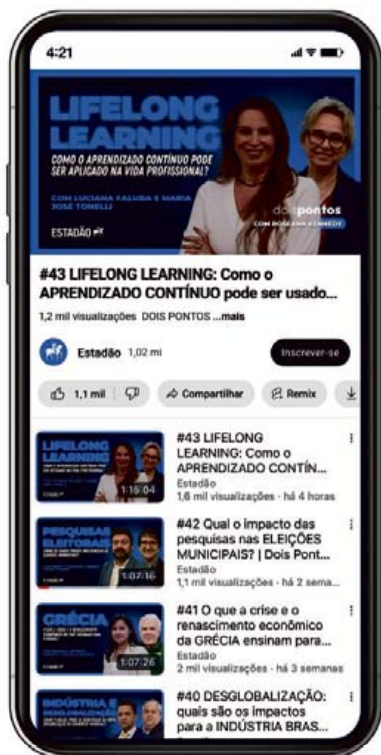 4:21
LIFELONG
LEARNING
COMO O APRENDIZADO CONTÍNUO PODE
SER APLICADO NA VIDA PROFISSIONAL?
COM LUCIANA FALUBA E MARIA
JOSÉ TONELLI
ESTADÃO
doispontos
COM ROSEANN KENNEDY
#43 LIFELONG LEARNING: Como o
APRENDIZADO CONTÍNUO pode ser usado...
1,2 mil visualizações DOIS PONTOS ...mais
Estadão 1,02 mi
Inscrever-se
1,1 mil
Compartilhar
Remix
LIFELONG
LEARNING
1:15:04
#43 LIFELONG
LEARNING: Como o
APRENDIZADO CONTÍN...
Estadão
1,6 mil visualizações · há 4 horas
PESQUISAS
ELEITORAIS
1:07:16
#42 Qual o impacto das
pesquisas nas ELEIÇÕES
MUNICIPAIS? | Dois Pont...
Estadão
1,1 mil visualizações · há 2 sema...
GRÉCIA
1:07:26
#41 O que a crise e o
renascimento econômico
da GRÉCIA ensinam para...
Estadão
2 mil visualizações · há 3 semanas
INDÚSTRIA E
DESGLOBALIZAÇÃO
#40 DESGLOBALIZAÇÃO:
quais são os impactos
para a INDÚSTRIA BRAS...